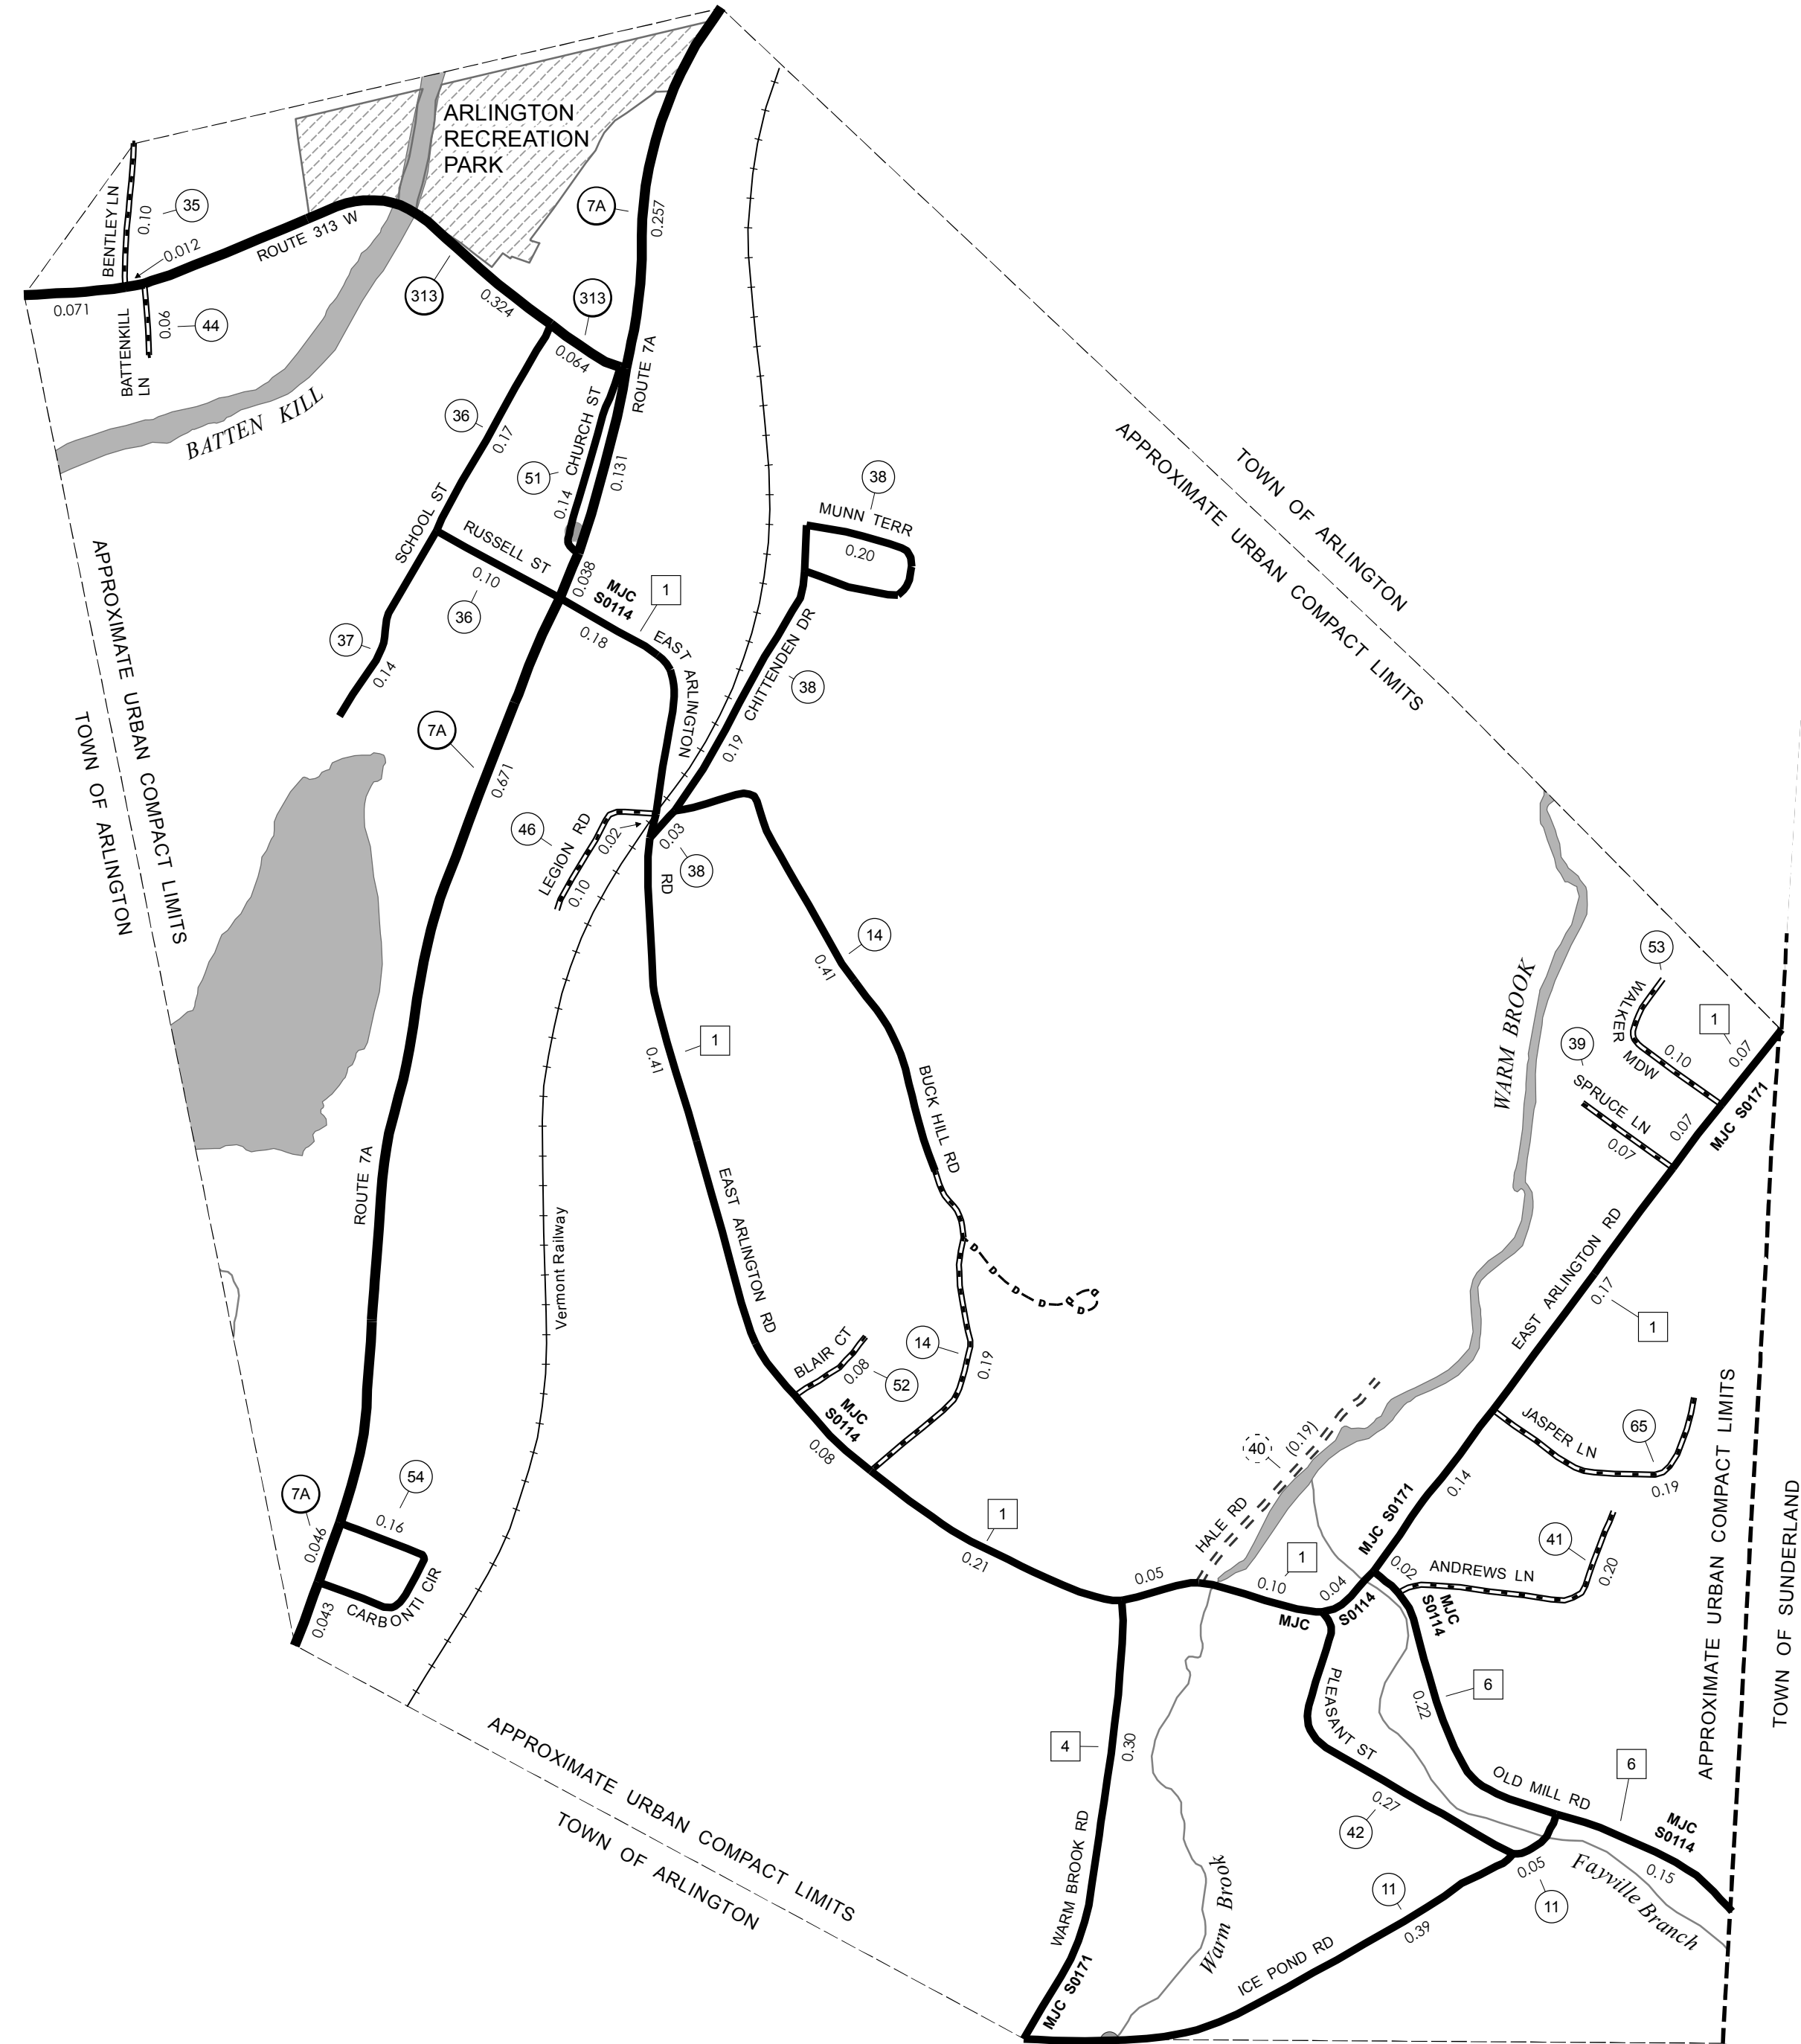 ARLINGTON
RECREATION
PARK
BENTLEY LN
0.10
35
0.012
ROUTE 313 W
0.071
BATTENKILL
LN
0.06
44
BATTEN KILL
313
0.324
313
0.064
7A
0.257
ROUTE 7A
36
0.17
SCHOOL ST
51
CHURCH ST
0.14
0.131
RUSSELL ST
0.10
36
0.038
MJC
S0114
1
0.18
37
0.14
EAST ARLINGTON
RD
38
MUNN TERR
0.20
CHITTENDEN DR
38
0.19
7A
0.671
46
LEGION RD
0.02
0.10
0.03
38
APPROXIMATE URBAN COMPACT LIMITS
TOWN OF ARLINGTON
TOWN OF ARLINGTON
APPROXIMATE URBAN COMPACT LIMITS
14
0.41
1
0.41
BUCK HILL RD
EAST ARLINGTON RD
ROUTE 7A
Vermont Railway
D
D
D
D
D
D
D
BLAIR CT
0.08
52
14
0.19
MJC
S0114
0.08
7A
54
0.16
0.046
0.043
CARBONTI CIR
1
0.21
0.05
HALE RD
40
(0.19)
WARM BROOK
53
WALKER
MDW
0.10
1
0.07
39
SPRUCE LN
0.07
0.07
MJC S0171
EAST ARLINGTON RD
0.17
1
JASPER LN
65
0.19
0.14
MJC S0171
1
0.10
0.04
MJC
S0114
0.02
ANDREWS LN
41
0.20
MJC
S0114
6
0.22
PLEASANT ST
0.27
42
OLD MILL RD
6
MJC
S0114
0.15
0.05
11
11
0.39
ICE POND RD
Fayville Branch
4
0.30
WARM BROOK RD
MJC S0171
Warm Brook
APPROXIMATE URBAN COMPACT LIMITS
TOWN OF ARLINGTON
APPROXIMATE URBAN COMPACT LIMITS
TOWN OF SUNDERLAND